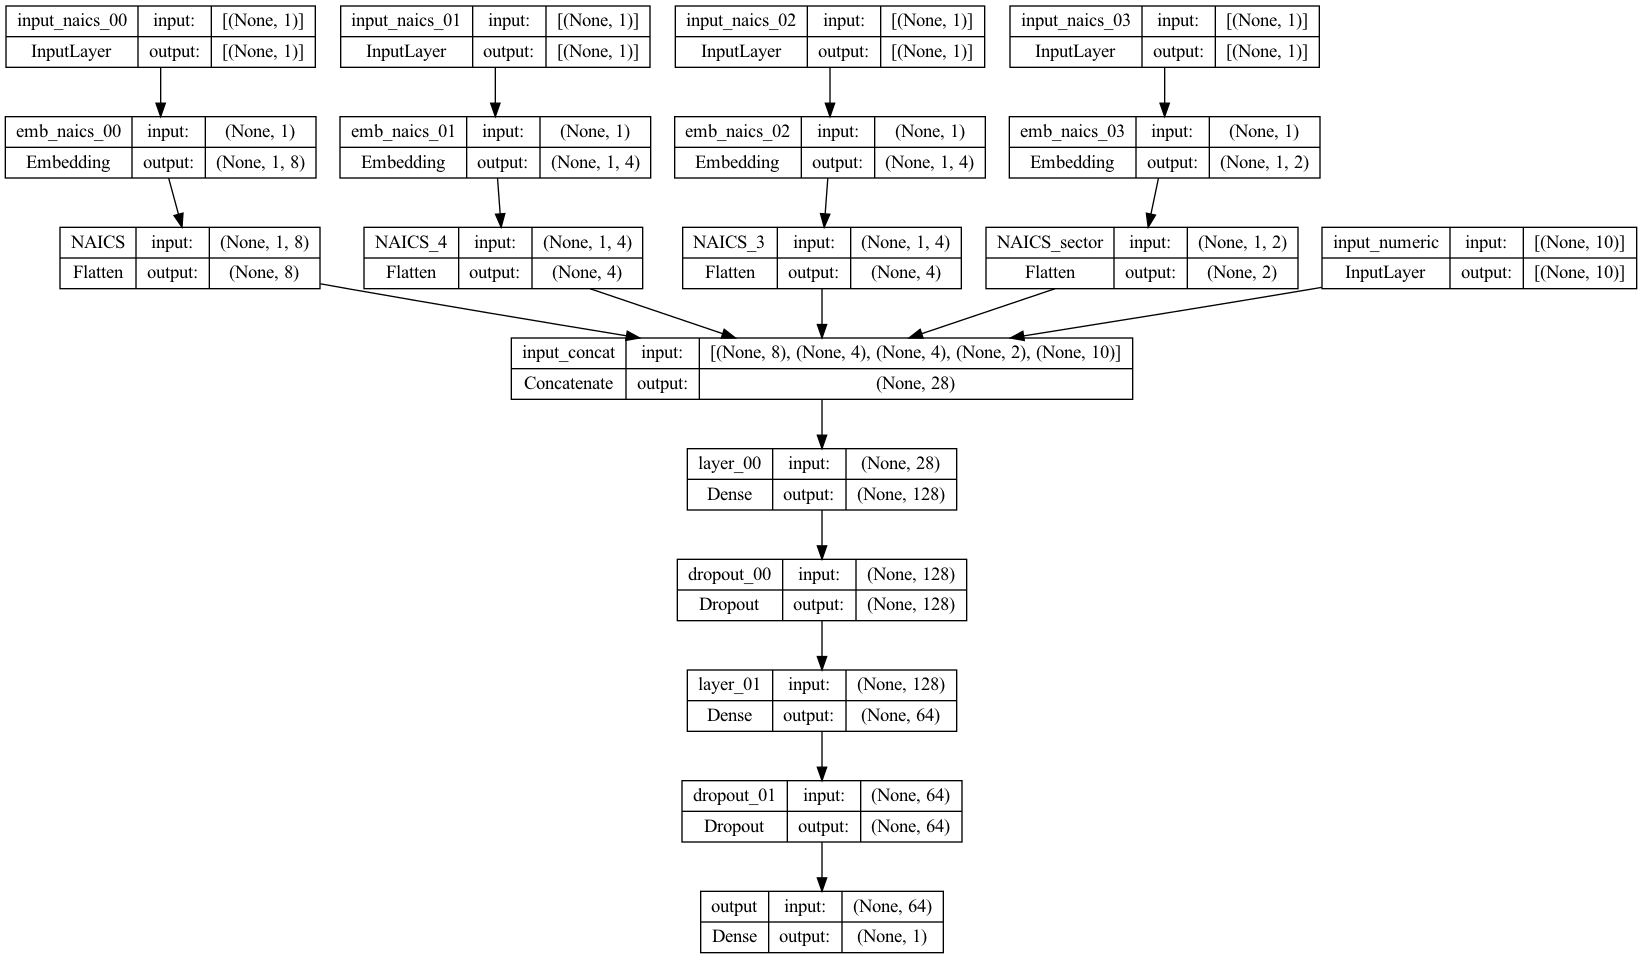 input_naics_00 input: [(None, 1)]
InputLayer output: [(None, 1)]
input_naics_01 input: [(None, 1)]
InputLayer output: [(None, 1)]
input_naics_02 input: [(None, 1)]
InputLayer output: [(None, 1)]
input_naics_03 input: [(None, 1)]
InputLayer output: [(None, 1)]
emb_naics_00 input: (None, 1)
Embedding output: (None, 1, 8)
emb_naics_01 input: (None, 1)
Embedding output: (None, 1, 4)
emb_naics_02 input: (None, 1)
Embedding output: (None, 1, 4)
emb_naics_03 input: (None, 1)
Embedding output: (None, 1, 2)
NAICS input: (None, 1, 8)
Flatten output: (None, 8)
NAICS_4 input: (None, 1, 4)
Flatten output: (None, 4)
NAICS_3 input: (None, 1, 4)
Flatten output: (None, 4)
NAICS_sector input: (None, 1, 2)
Flatten output: (None, 2)
input_numeric input: [(None, 10)]
InputLayer output: [(None, 10)]
input_concat input: [(None, 8), (None, 4), (None, 4), (None, 2), (None, 10)]
Concatenate output: (None, 28)
layer_00 input: (None, 28)
Dense output: (None, 128)
dropout_00 input: (None, 128)
Dropout output: (None, 128)
layer_01 input: (None, 128)
Dense output: (None, 64)
dropout_01 input: (None, 64)
Dropout output: (None, 64)
output input: (None, 64)
Dense output: (None, 1)